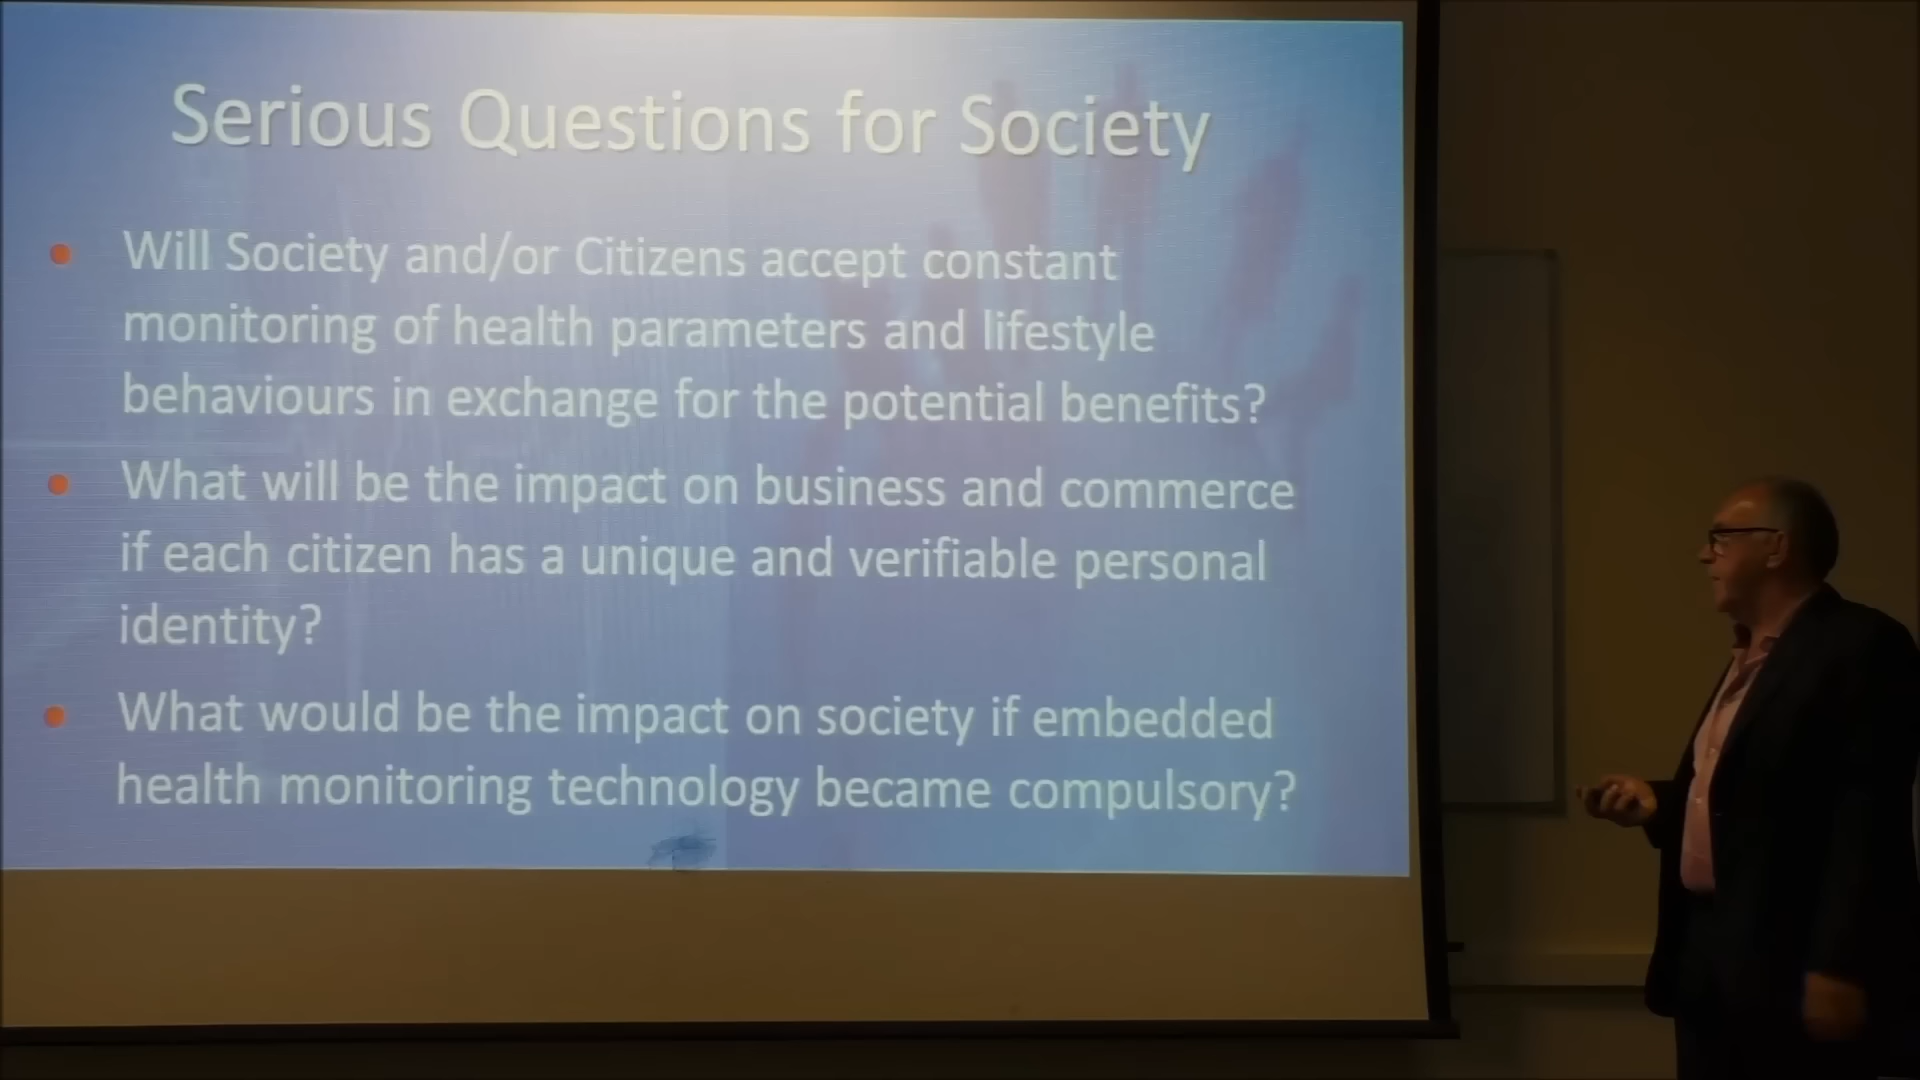 Serious Questions for Society
Will Society and/or Citizens accept constant
monitoring of health parameters and lifestyle
behaviours in exchange for the potential benefits?
What will be the impact on business and commerce
if each citizen has a unique and verifiable personal
identity?
What would be the impact on society if embedded
health monitoring technology became compulsory?